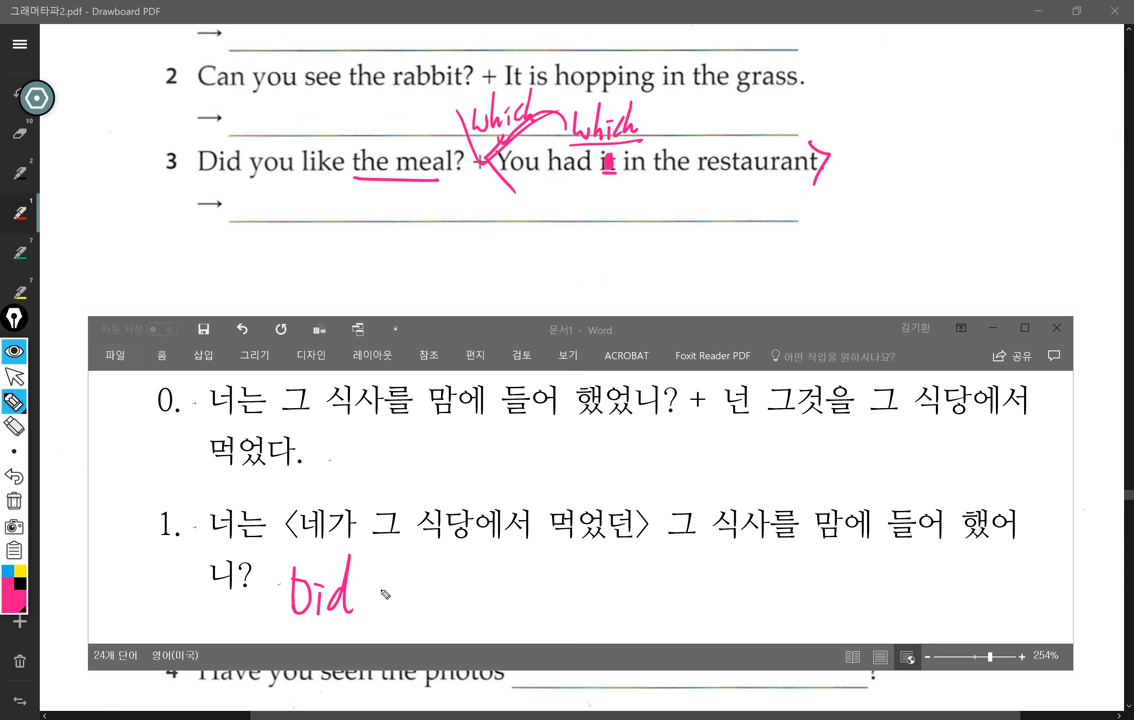 그래머타파2.pdf - Drawboard PDF
→
2 Can you see the rabbit? + It is hopping in the grass.
10
→
which which
2
3 Did you like the meal? + You had it in the restaurant.
1
→
7
7
자동 저장 문서1 - Word 김기환
파일 홈 삽입 그리기 디자인 레이아웃 참조 편지 검토 보기 ACROBAT Foxit Reader PDF 어떤 작업을 원하시나요? 공유
0. 너는 그 식사를 맘에 들어 했었니? + 넌 그것을 그 식당에서
먹었다.
1. 너는 〈네가 그 식당에서 먹었던〉 그 식사를 맘에 들어 했어
니?
Did
24개 단어 영어(미국) 254%
4 Have you seen the photos ?